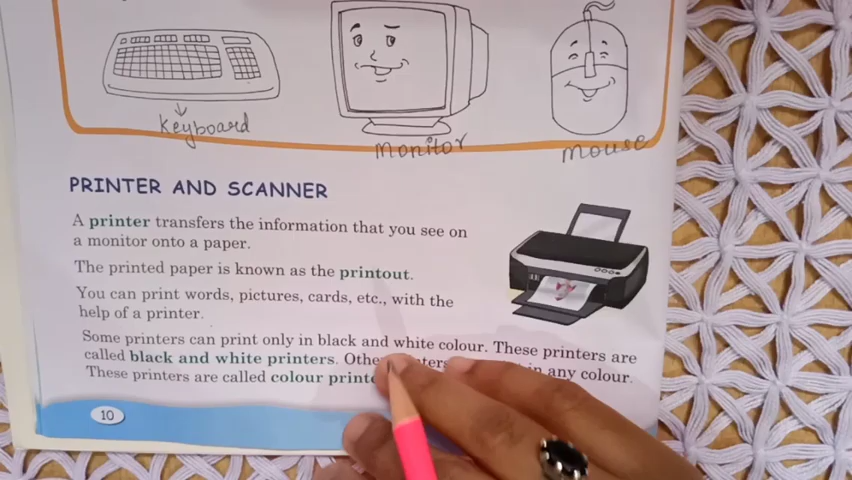 Keyboard
Monitor
Mouse
PRINTER AND SCANNER
A printer transfers the information that you see on
a monitor onto a paper.
The printed paper is known as the printout.
You can print words, pictures, cards, etc., with the
help of a printer.
Some printers can print only in black and white colour. These printers are
called black and white printers. in any colour.
These printers are called colour
10